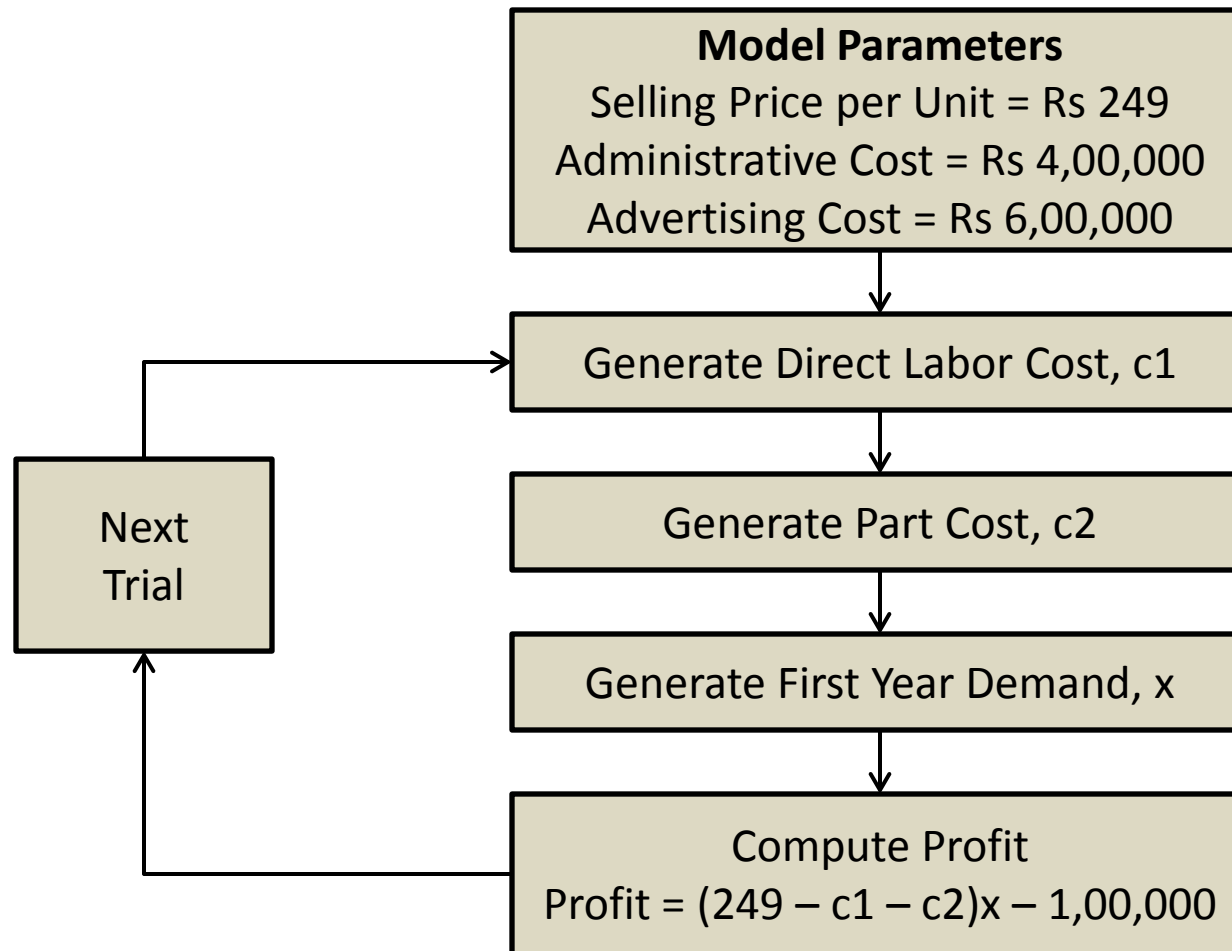 Model Parameters
Selling Price per Unit = Rs 249
Administrative Cost = Rs 4,00,000
Advertising Cost = Rs 6,00,000
Generate Direct Labor Cost, c1
Generate Part Cost, c2
Next
Trial
Generate First Year Demand, x
Compute Profit
Profit = (249 – c1 – c2)x – 1,00,000